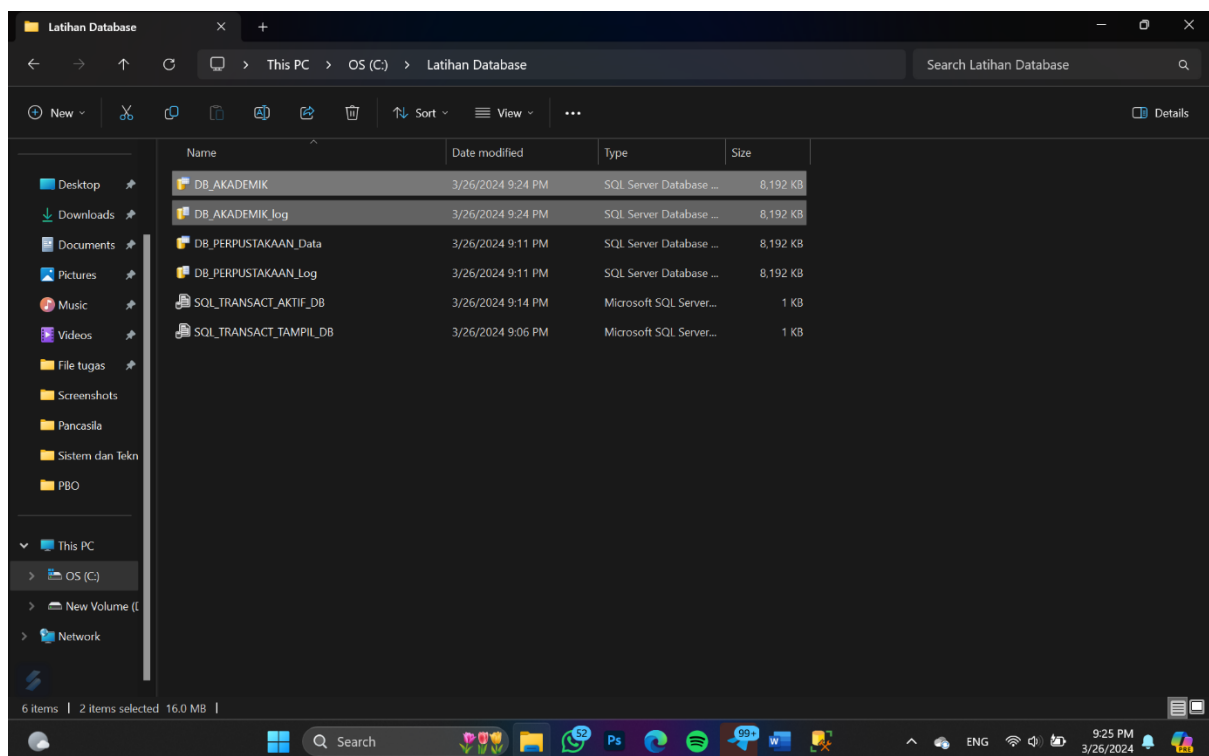 Latihan Database
This PC > OS (C:) > Latihan Database
Search Latihan Database
New
Sort
View
Details
Name Date modified Type Size
Desktop
Downloads
Documents
Pictures
Music
Videos
File tugas
Screenshots
Pancasila
Sistem dan Tekn
PBO
This PC
OS (C:)
New Volume (D
Network
DB_AKADEMIK 3/26/2024 9:24 PM SQL Server Database ... 8,192 KB
DB_AKADEMIK_log 3/26/2024 9:24 PM SQL Server Database ... 8,192 KB
DB_PERPUSTAKAAN_Data 3/26/2024 9:11 PM SQL Server Database ... 8,192 KB
DB_PERPUSTAKAAN_Log 3/26/2024 9:11 PM SQL Server Database ... 8,192 KB
SQL_TRANSACT_AKTIF_DB 3/26/2024 9:14 PM Microsoft SQL Server... 1 KB
SQL_TRANSACT_TAMPIL_DB 3/26/2024 9:06 PM Microsoft SQL Server... 1 KB
6 items | 2 items selected 16.0 MB |
Search
52
Ps
99+
W
ENG
9:25 PM
3/26/2024
PRE